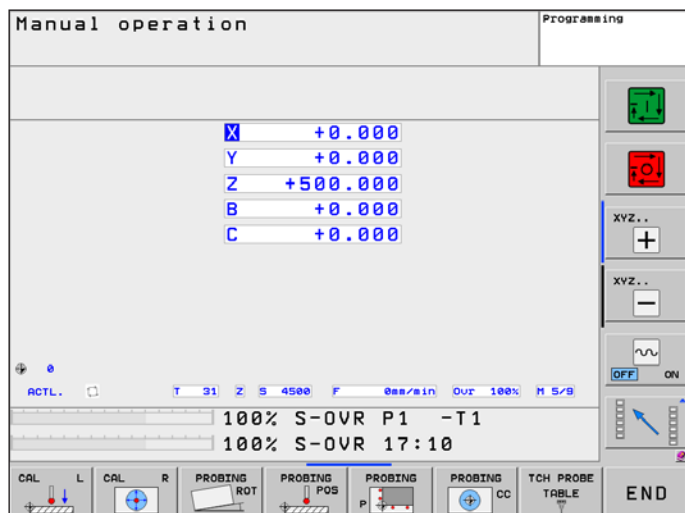 Manual operation
Programming
X +0.000
Y +0.000
Z +500.000
B +0.000
C +0.000
XYZ..
+
XYZ..
−
OFF ON
0
ACTL. T 31 Z S 4500 F 0mm/min Ovr 100% M 5/9
100% S-OVR P1 -T1
100% S-OVR 17:10
CAL L
CAL R
PROBING
ROT
PROBING
POS
PROBING
P
PROBING
CC
TCH PROBE
TABLE
END